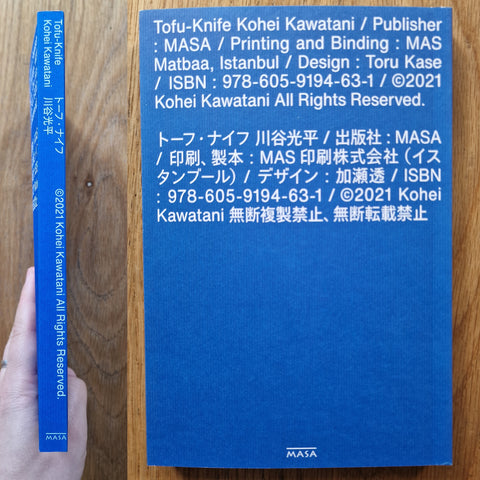 Tofu-Knife
Kohei Kawatani
トーフ・ナイフ
川谷光平
©2021 Kohei Kawatani All Rights Reserved.
MASA
Tofu-Knife Kohei Kawatani / Publisher
: MASA / Printing and Binding : MAS
Matbaa, Istanbul / Design : Toru Kase
/ ISBN : 978-605-9194-63-1 / ©2021
Kohei Kawatani All Rights Reserved.
トーフ・ナイフ 川谷光平 / 出版社 : MASA
/ 印刷、製本 : MAS 印刷株式会社（イス
タンブール）/ デザイン : 加瀬透 / ISBN
: 978-605-9194-63-1 / ©2021 Kohei
Kawatani 無断複製禁止、無断転載禁止
MASA